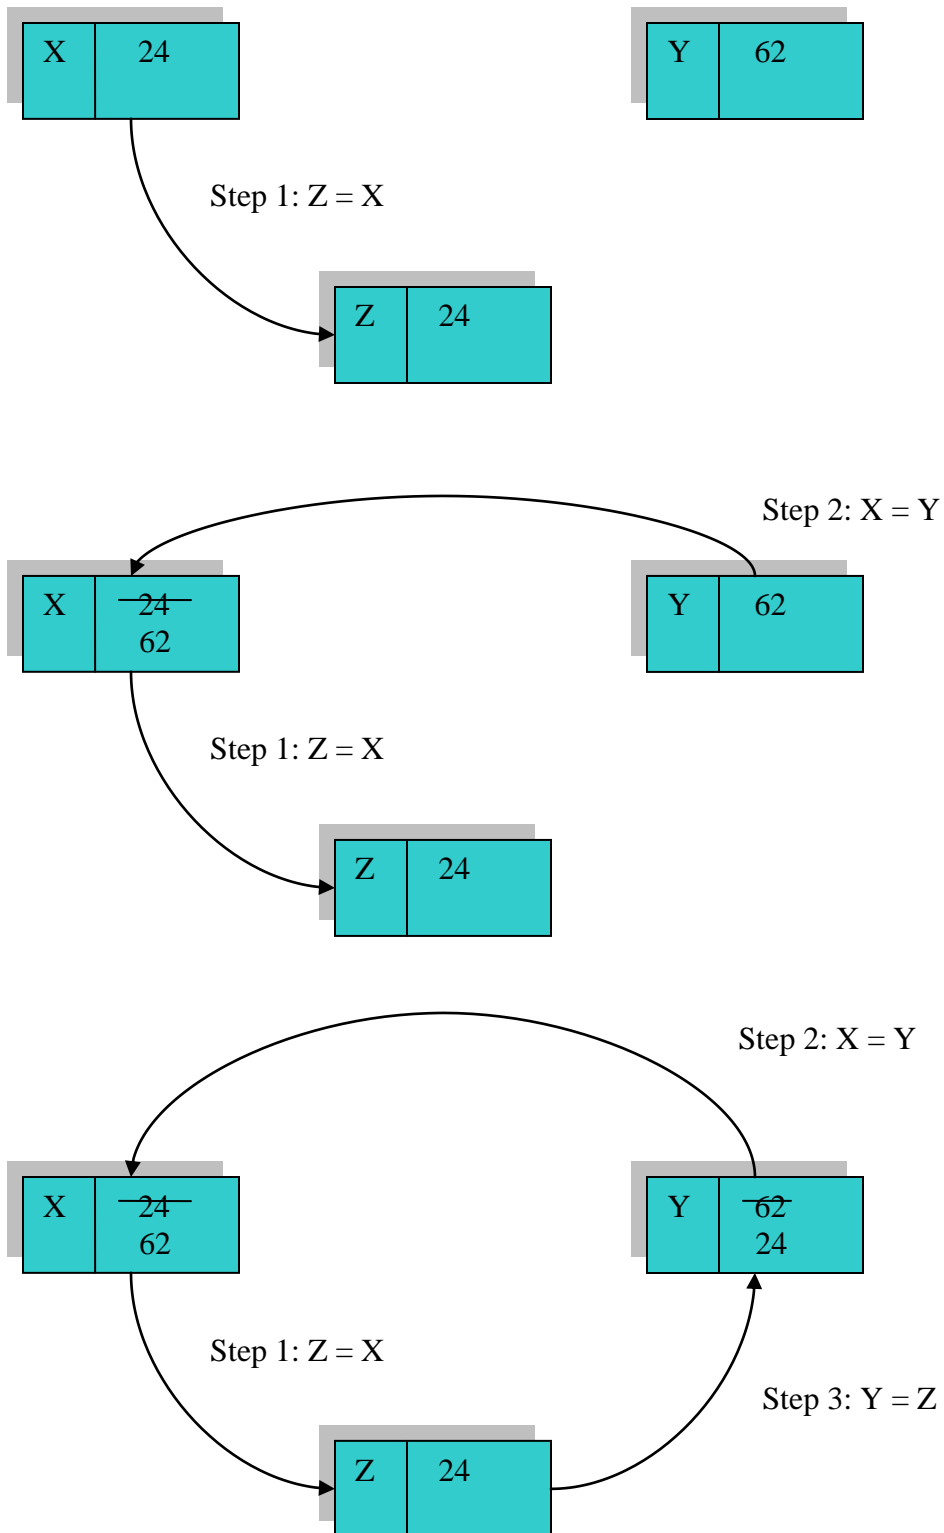 X 24
Y 62
Step 1: Z = X
Z 24
Step 2: X = Y
X 24
62
Y 62
Step 1: Z = X
Z 24
Step 2: X = Y
X 24
62
Y 62
24
Step 1: Z = X
Step 3: Y = Z
Z 24